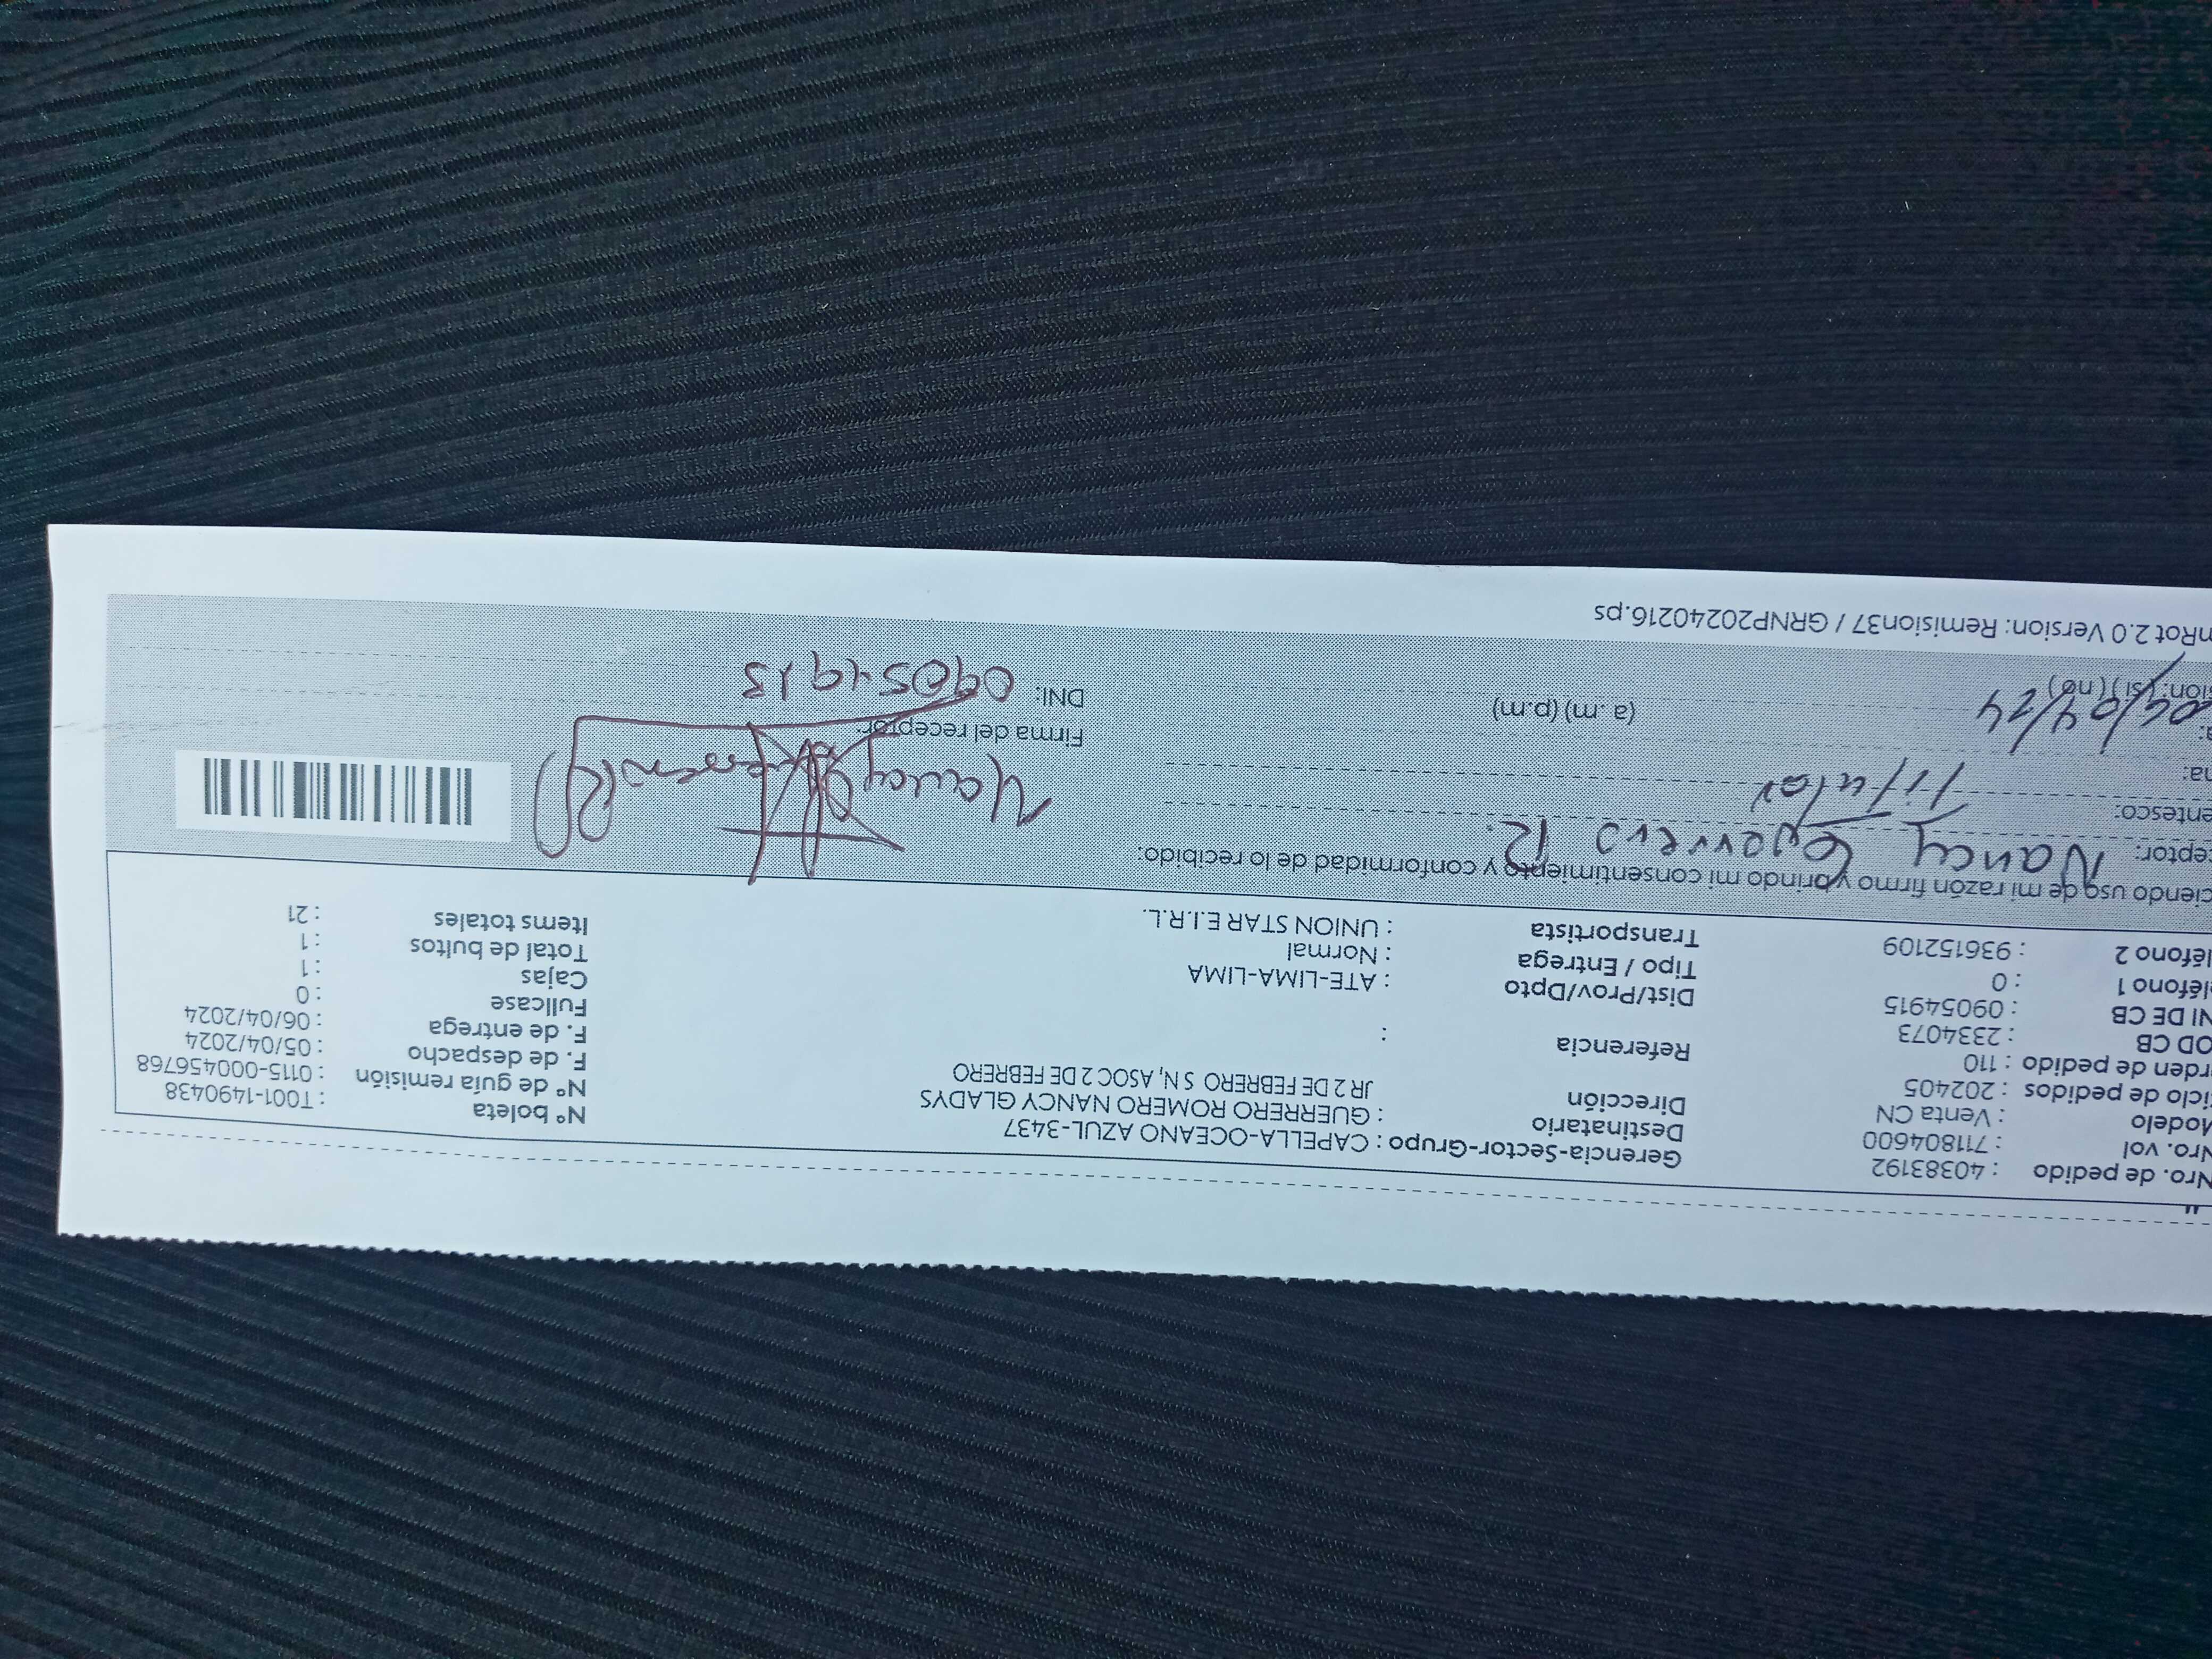 Nro. de pedido : 40383192 Gerencia-Sector-Grupo : CAPELLA-OCEANO AZUL-3437 N° boleta : T001-1490438
Nro. vol : 711804600 Destinatario : GUERRERO ROMERO NANCY GLADYS N° de guía remisión : 0115-000456768
Modelo : Venta CN Dirección JR 2 DE FEBRERO S N, ASOC 2 DE FEBRERO F. de despacho : 05/04/2024
iclo de pedidos : 202405 F. de entrega : 06/04/2024
rden de pedido : 110 Referencia : Fullcase : 0
OD CB : 2334073 Cajas : 1
NI DE CB : 09054915 Dist/Prov/Dpto : ATE-LIMA-LIMA Total de bultos : 1
léfono 1 : 0 Tipo / Entrega : Normal Items totales : 21
léfono 2 : 936152109 Transportista : UNION STAR E.I.R.L.
ciendo uso de mi razón firmo y brindo mi consentimiento y conformidad de lo recibido:
ceptor: Nancy Guerrero R.
entesco: Titular
na:
a: 06/04/24 (a. m) (p.m) Firma del receptor:
sión: (si) (no) DNI: 09054915
nRot 2.0 Version: Remision37 / GRNP20240216.ps